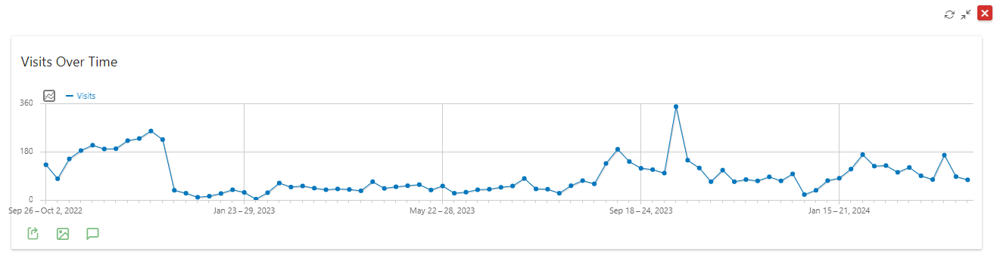 Visits Over Time
Visits
360
180
0
Sep 26 – Oct 2, 2022
Jan 23 – 29, 2023
May 22 – 28, 2023
Sep 18 – 24, 2023
Jan 15 – 21, 2024